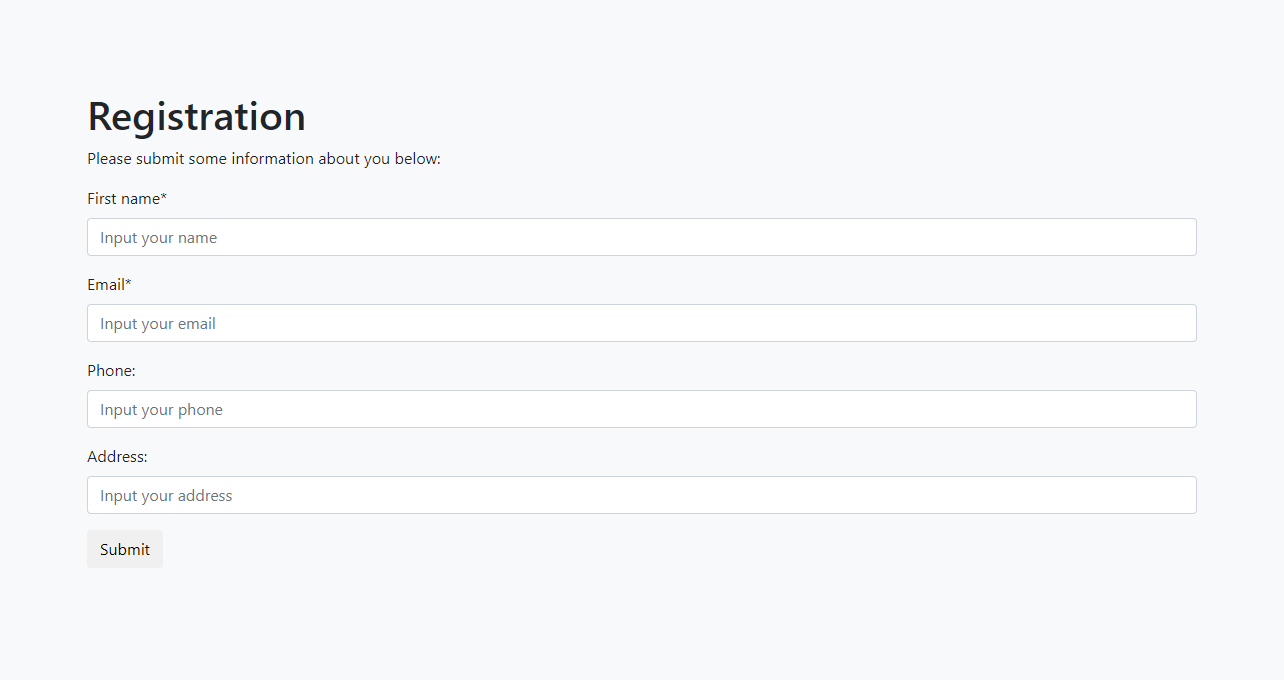 Registration
Please submit some information about you below:
First name*
Input your name
Email*
Input your email
Phone:
Input your phone
Address:
Input your address
Submit